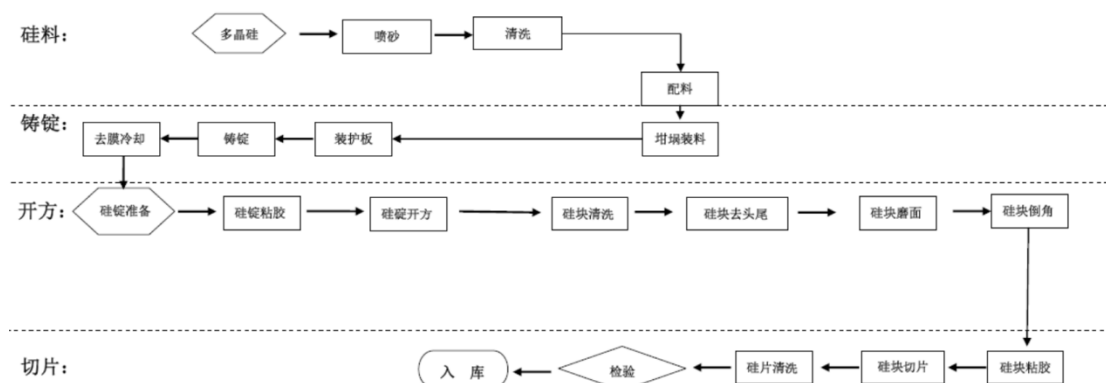 硅料：
多晶硅
喷砂
清洗
配料
铸锭：
去膜冷却
铸锭
装护板
坩埚装料
开方：
硅锭准备
硅锭粘胶
硅碇开方
硅块清洗
硅块去头尾
硅块磨面
硅块倒角
切片：
入 库
检验
硅片清洗
硅块切片
硅块粘胶